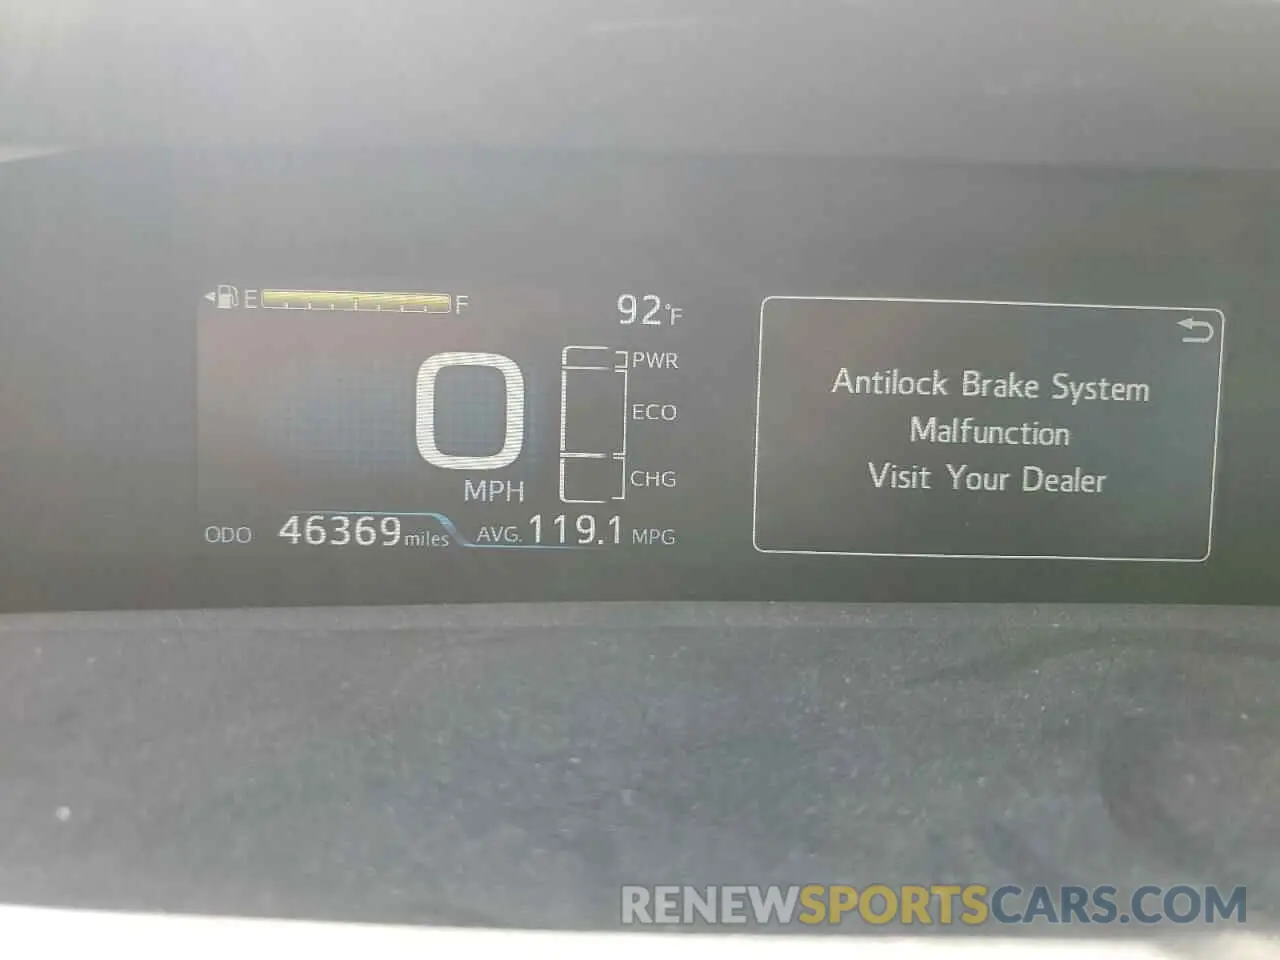 E F
92°F
0
MPH
PWR
ECO
CHG
ODO 46369 miles AVG. 119.1 MPG
Antilock Brake System
Malfunction
Visit Your Dealer
RENEWSPORTSCARS.COM